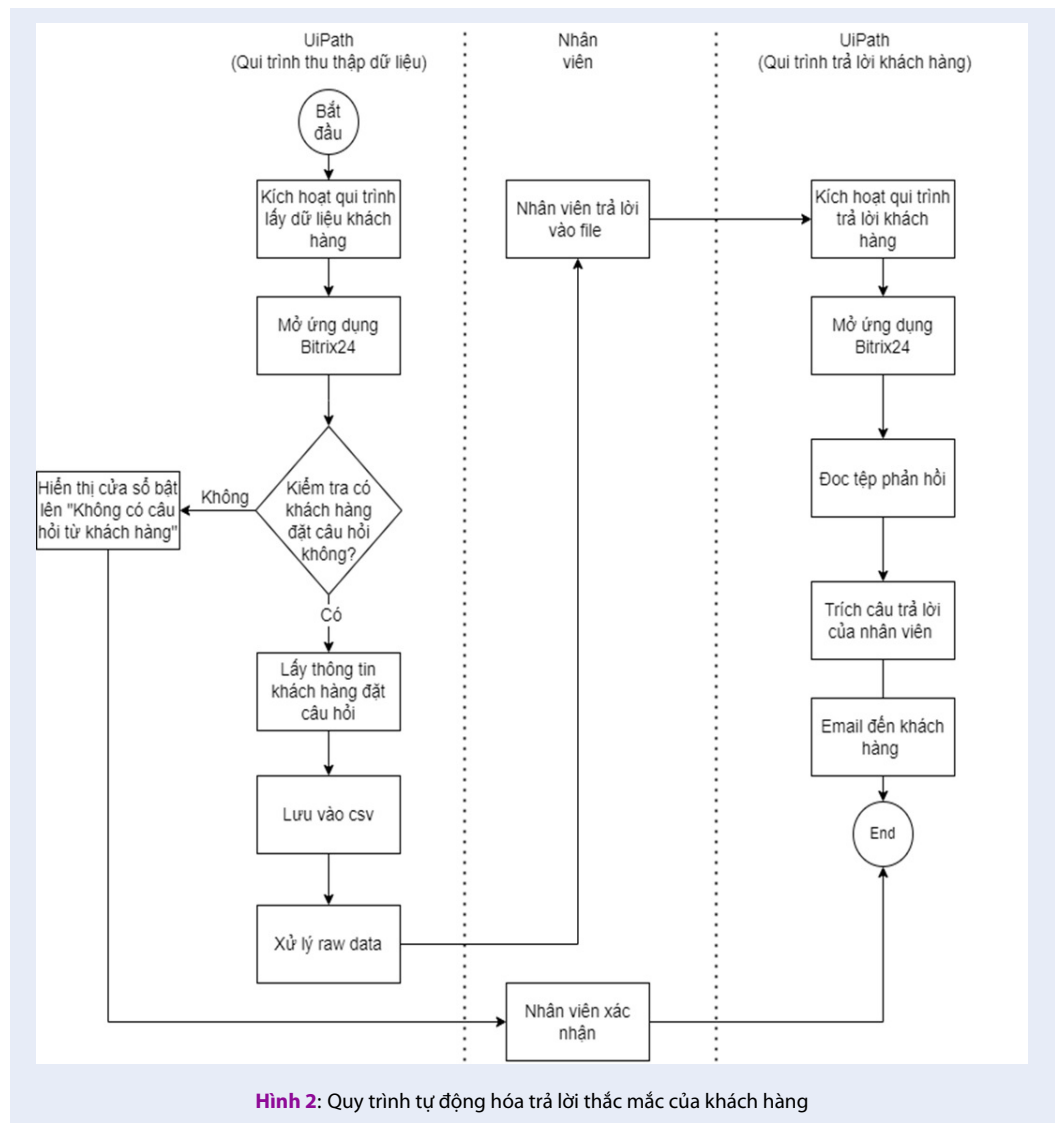 UiPath
(Qui trình thu thập dữ liệu)
Nhân
viên
UiPath
(Qui trình trả lời khách hàng)
Bắt
đầu
Kích hoạt qui trình
lấy dữ liệu khách
hàng
Mở ứng dụng
Bitrix24
Kiểm tra có
khách hàng
đặt câu hỏi
không?
Không
Hiển thị cửa sổ bật
lên "Không có câu
hỏi từ khách hàng"
Có
Lấy thông tin
khách hàng đặt
câu hỏi
Lưu vào csv
Xử lý raw data
Nhân viên trả lời
vào file
Nhân viên xác
nhận
Kích hoạt qui trình
trả lời khách
hàng
Mở ứng dụng
Bitrix24
Đoc tệp phản hồi
Trích câu trả lời
của nhân viên
Email đến khách
hàng
End
Hình 2: Quy trình tự động hóa trả lời thắc mắc của khách hàng